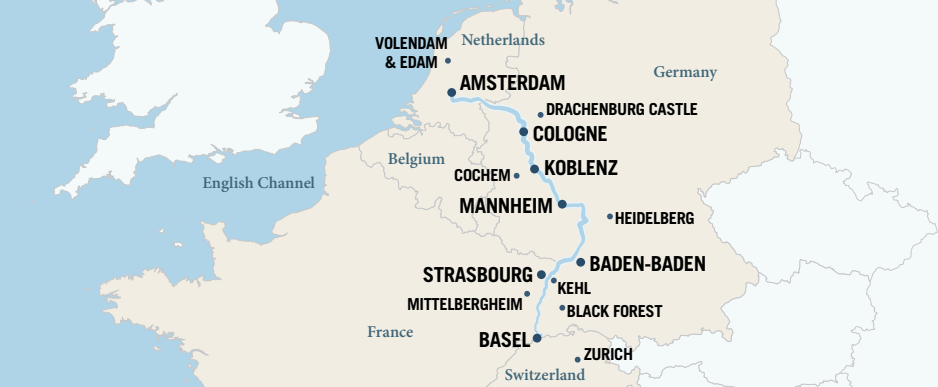 VOLENDAM
& EDAM
Netherlands
AMSTERDAM
Germany
DRACHENBURG CASTLE
COLOGNE
Belgium
KOBLENZ
COCHEM
English Channel
MANNHEIM
HEIDELBERG
BADEN-BADEN
STRASBOURG
KEHL
MITTELBERGHEIM
BLACK FOREST
France
BASEL
ZURICH
Switzerland